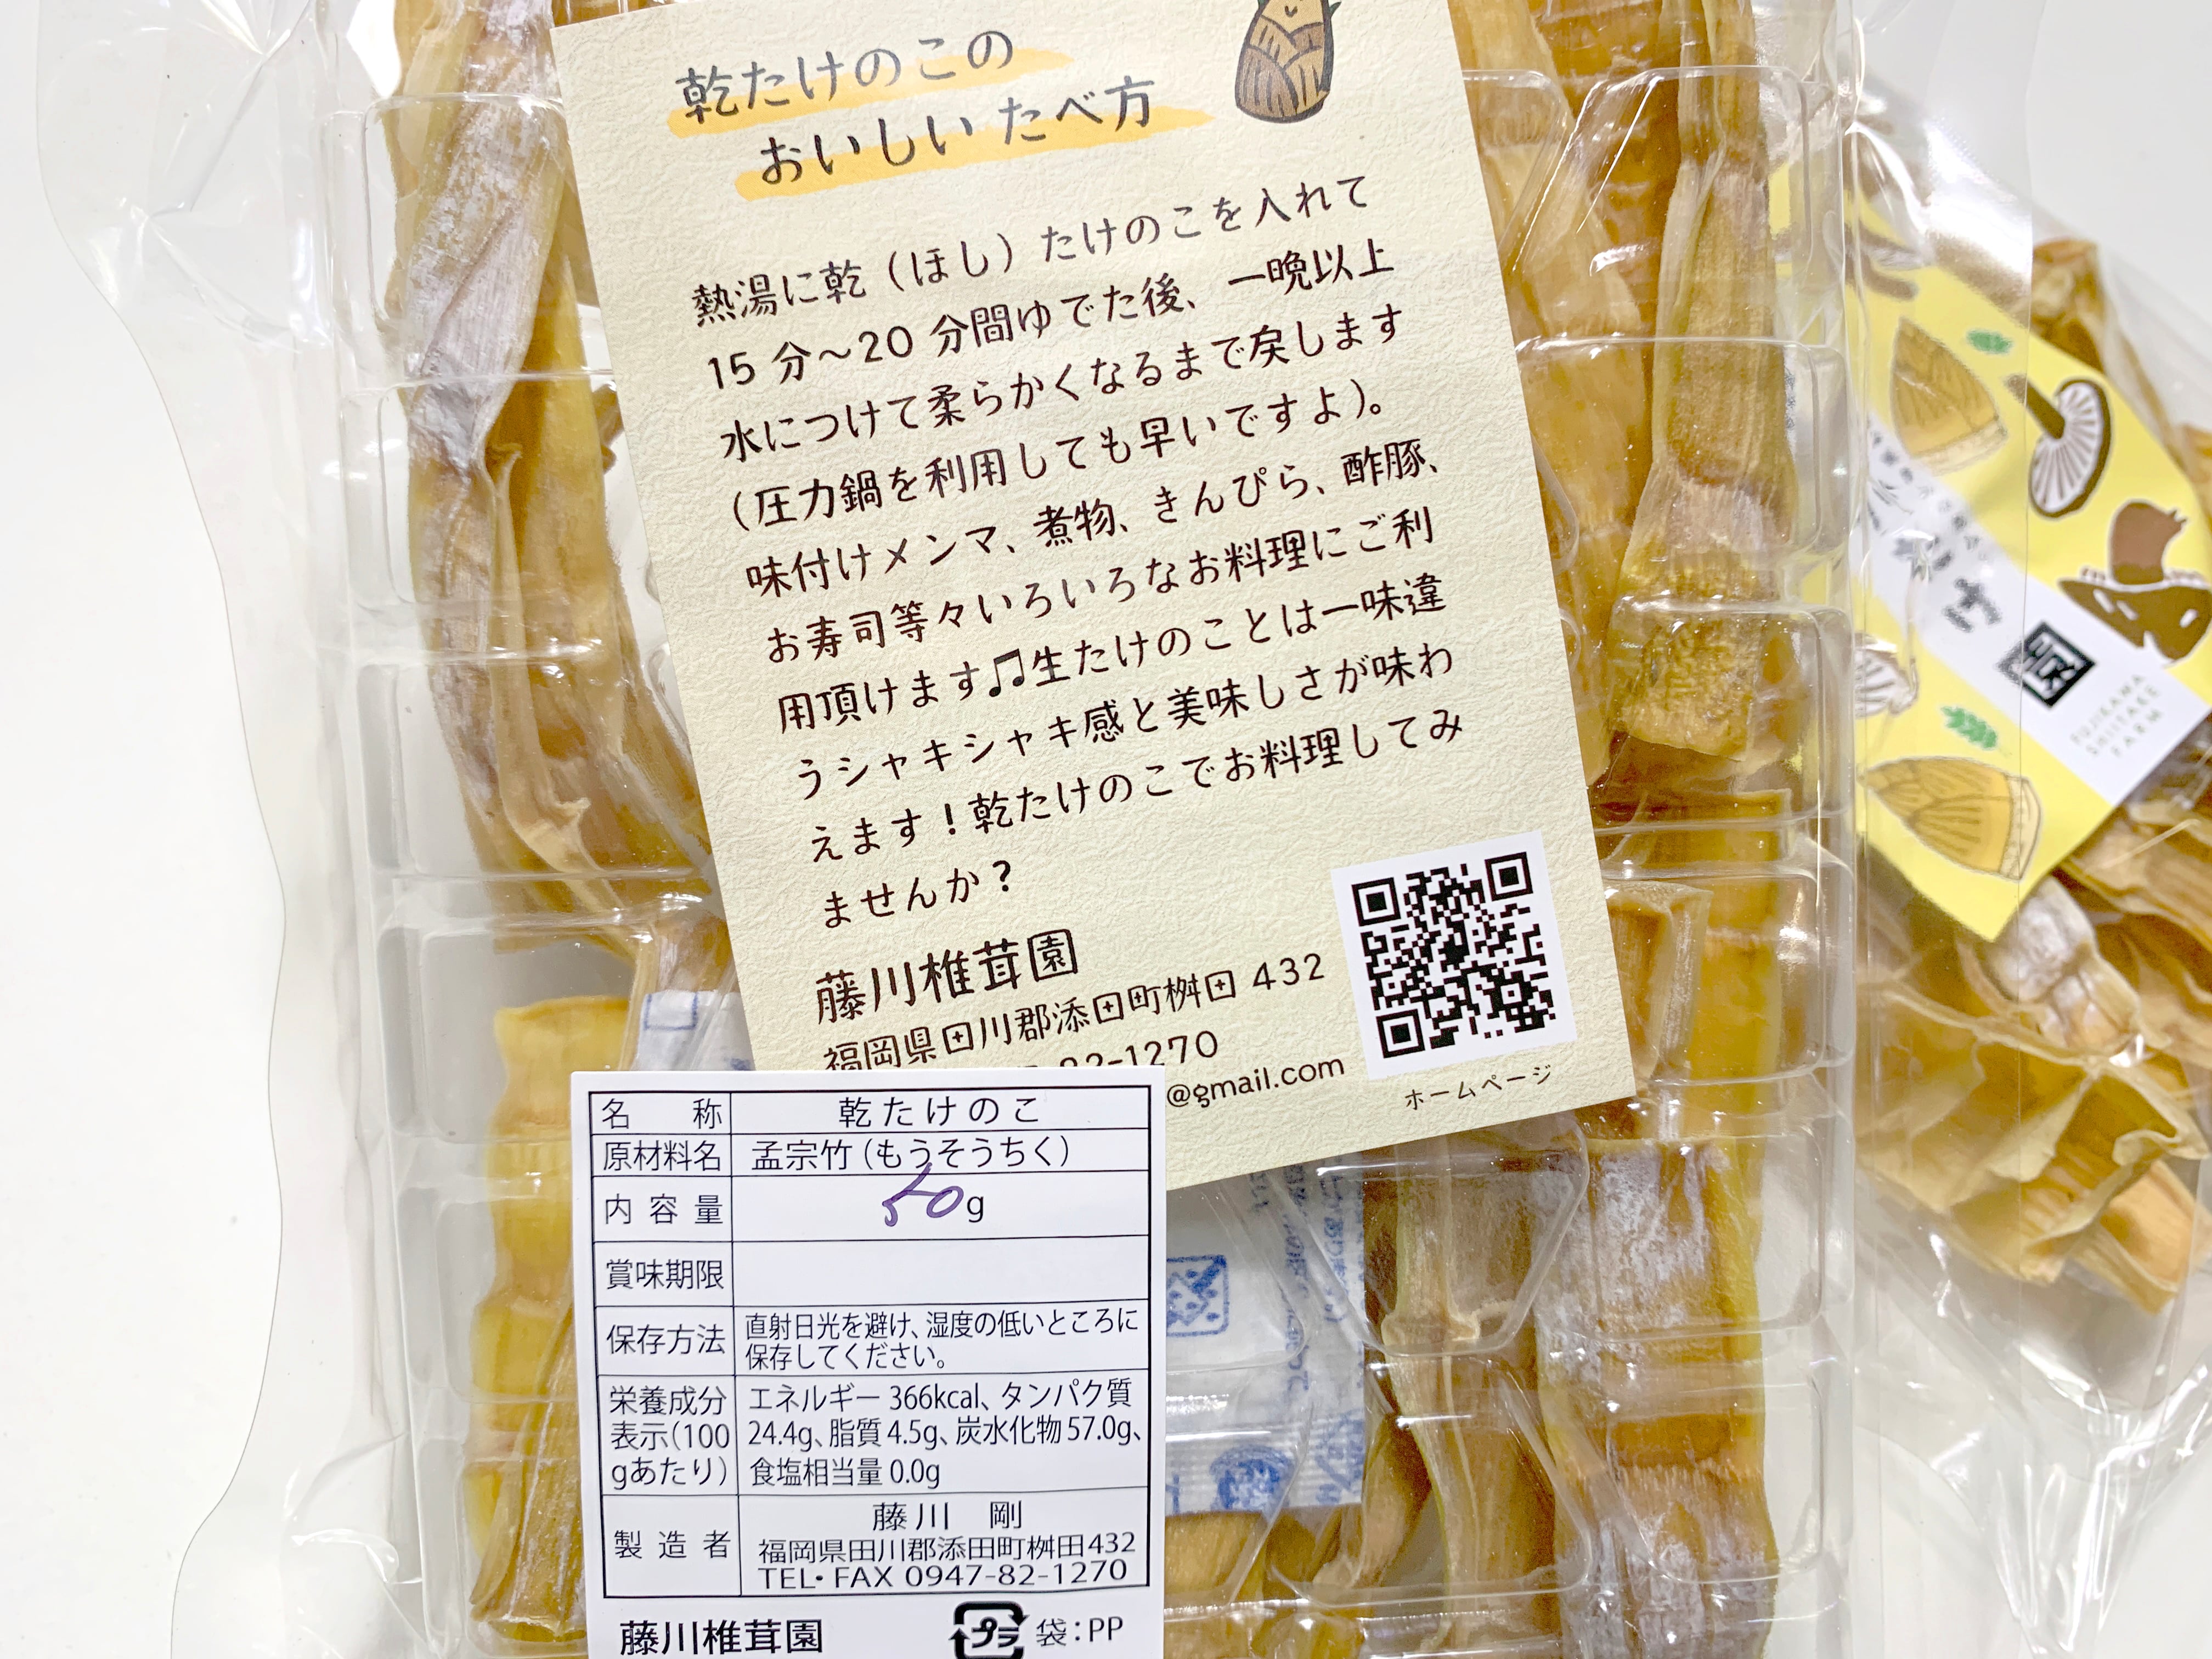 乾たけのこの
おいしいたべ方
熱湯に乾（ほし）たけのこを入れて
15 分～20 分間ゆでた後、一晩以上
水につけて柔らかくなるまで戻します
（圧力鍋を利用しても早いですよ）。
味付けメンマ、煮物、きんぴら、酢豚、
お寿司等々いろいろなお料理にご利
用頂けます♫生たけのことは一味違
うシャキシャキ感と美味しさが味わ
えます！乾たけのこでお料理してみ
ませんか？
藤川椎茸園
福岡県田川郡添田町桝田 432
82-1270
@gmail.com
ホームページ
名称 乾たけのこ
原材料名 孟宗竹（もうそうちく）
内容量 50g
賞味期限
保存方法 直射日光を避け、湿度の低いところに
保存してください。
栄養成分 エネルギー 366kcal、タンパク質
表示（100 24.4g、脂質 4.5g、炭水化物 57.0g、
gあたり） 食塩相当量 0.0g
製造者 藤川 剛
福岡県田川郡添田町桝田432
TEL・FAX 0947-82-1270
藤川椎茸園
プラ 袋：PP
園
FUJIKAWA
SHIITAKE
FARM